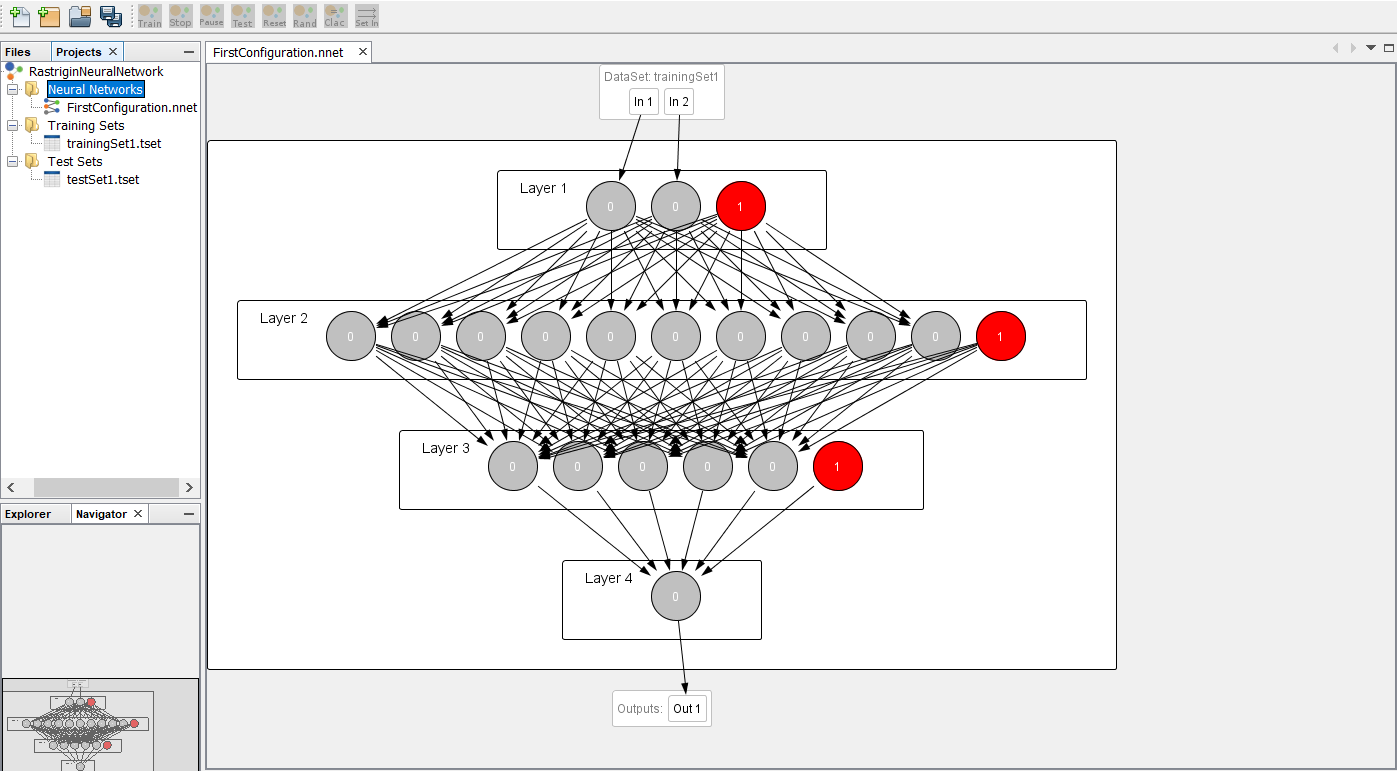 Train Stop Pause Test Reset Rand Clac Set In
Files Projects
FirstConfiguration.nnet
RastriginNeuralNetwork
Neural Networks
FirstConfiguration.nnet
Training Sets
trainingSet1.tset
Test Sets
testSet1.tset
Explorer Navigator
DataSet: trainingSet1
In 1 In 2
Layer 1 0 0 1
Layer 2 0 0 0 0 0 0 0 0 0 0 1
Layer 3 0 0 0 0 0 1
Layer 4 0
Outputs: Out 1